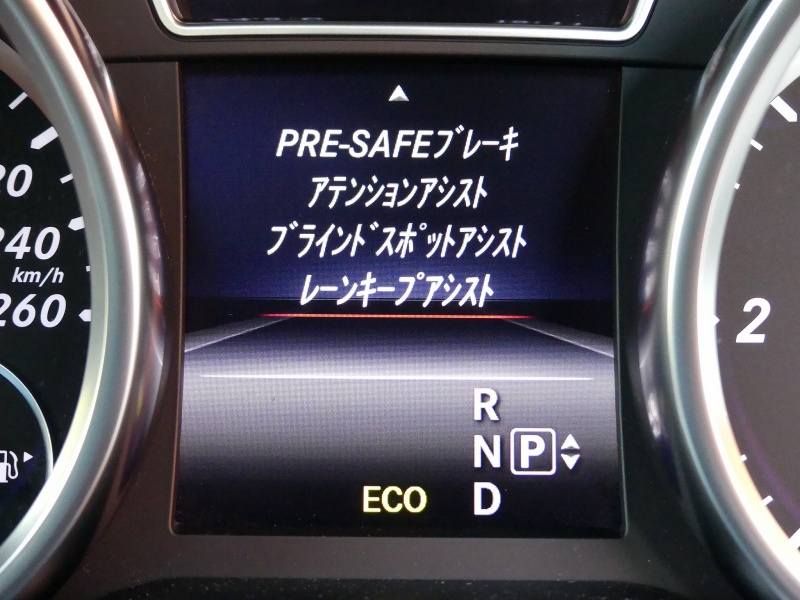 PRE-SAFEブレーキ
アテンションアシスト
ブラインドスポットアシスト
レーンキープアシスト
R
N P
D
ECO
240
km/h
260
2